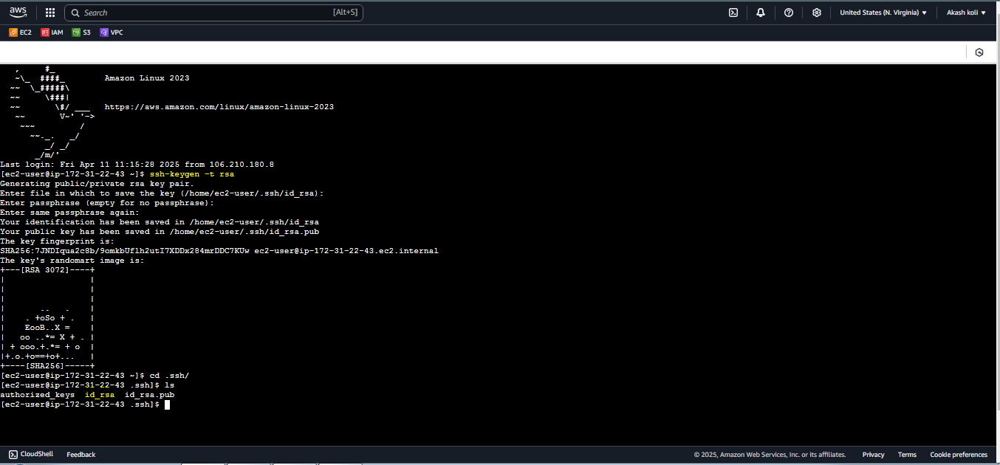 aws Search [Alt+S] United States (N. Virginia) ▼ Akash koli ▼
EC2 IAM S3 VPC
   ,     #_
   ~\_  ####_        Amazon Linux 2023
  ~~  \_#####\
  ~~     \###|
  ~~       \#/ ___   https://aws.amazon.com/linux/amazon-linux-2023
   ~~       V~' '->
    ~~~         /
      ~~._.   _/
         _/ _/
       _/m/'
Last login: Fri Apr 11 11:15:28 2025 from 106.210.180.8
[ec2-user@ip-172-31-22-43 ~]$ ssh-keygen -t rsa
Generating public/private rsa key pair.
Enter file in which to save the key (/home/ec2-user/.ssh/id_rsa):
Enter passphrase (empty for no passphrase):
Enter same passphrase again:
Your identification has been saved in /home/ec2-user/.ssh/id_rsa
Your public key has been saved in /home/ec2-user/.ssh/id_rsa.pub
The key fingerprint is:
SHA256:7JNDIqua2c8b/9omkbUflh2utI7XDDx284mrDDC7KUw ec2-user@ip-172-31-22-43.ec2.internal
The key's randomart image is:
+---[RSA 3072]----+
|                 |
|                 |
|                 |
|       ..   .    |
|    . +oSo + .   |
|    EooB..X =    |
|   oo ..*= X + . |
| + ooo.+.*= + o  |
|+.o.+o==+o+...   |
+----[SHA256]-----+
[ec2-user@ip-172-31-22-43 ~]$ cd .ssh/
[ec2-user@ip-172-31-22-43 .ssh]$ ls
authorized_keys  id_rsa  id_rsa.pub
[ec2-user@ip-172-31-22-43 .ssh]$
CloudShell Feedback © 2025, Amazon Web Services, Inc. or its affiliates. Privacy Terms Cookie preferences